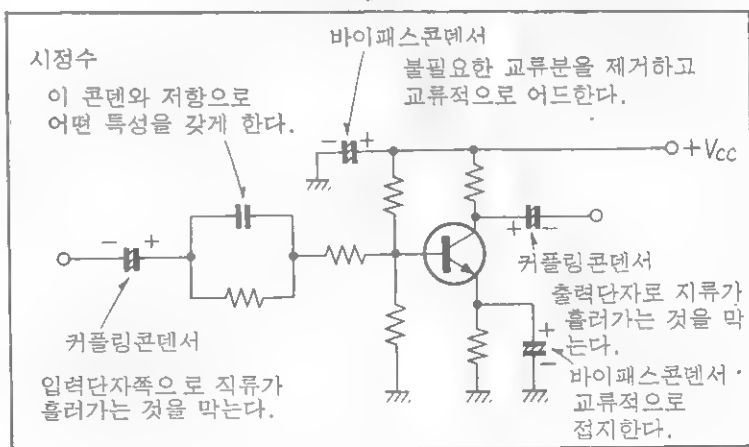 바이패스콘덴서
불필요한 교류분을 제거하고
교류적으로 어드한다.
시정수
이 콘덴와 저항으로
어떤 특성을 갖게 한다.
- +
+VCC
- +
+
커플링콘덴서
출력단자로 지류가
흘러가는 것을 막
는다.
커플링콘덴서
입력단자쪽으로 직류가
흘러가는 것을 막는다.
+
-
바이패스콘덴서 ·
교류적으로
접지한다.